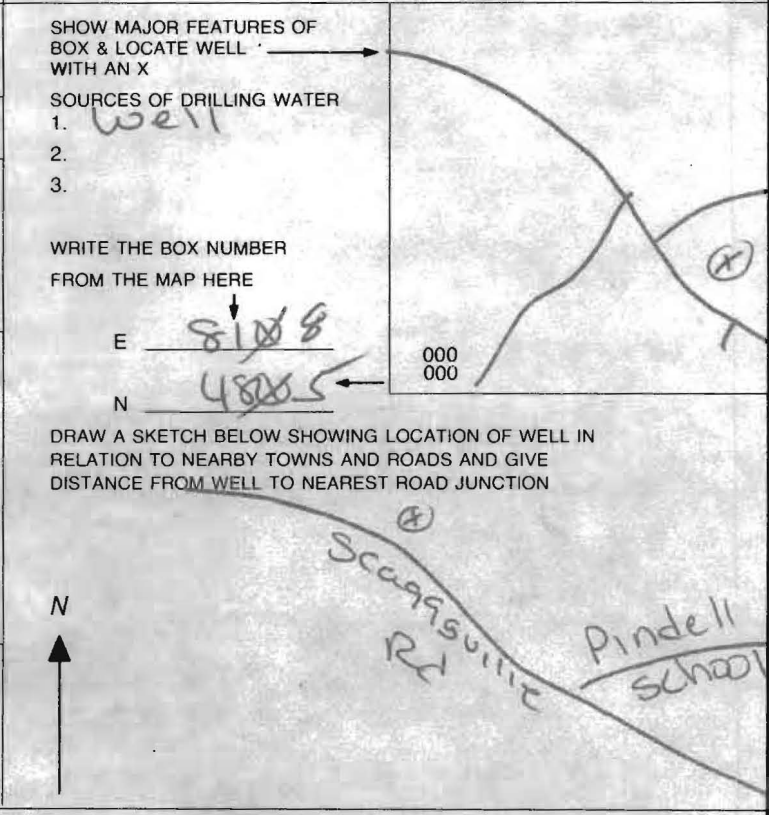 SHOW MAJOR FEATURES OF
BOX & LOCATE WELL
WITH AN X
SOURCES OF DRILLING WATER
1. well
2.
3.
WRITE THE BOX NUMBER
FROM THE MAP HERE
E 8108
N 4805
000
000
X
DRAW A SKETCH BELOW SHOWING LOCATION OF WELL IN
RELATION TO NEARBY TOWNS AND ROADS AND GIVE
DISTANCE FROM WELL TO NEAREST ROAD JUNCTION
X
Scaggsville
Rd
Pindell
School
N